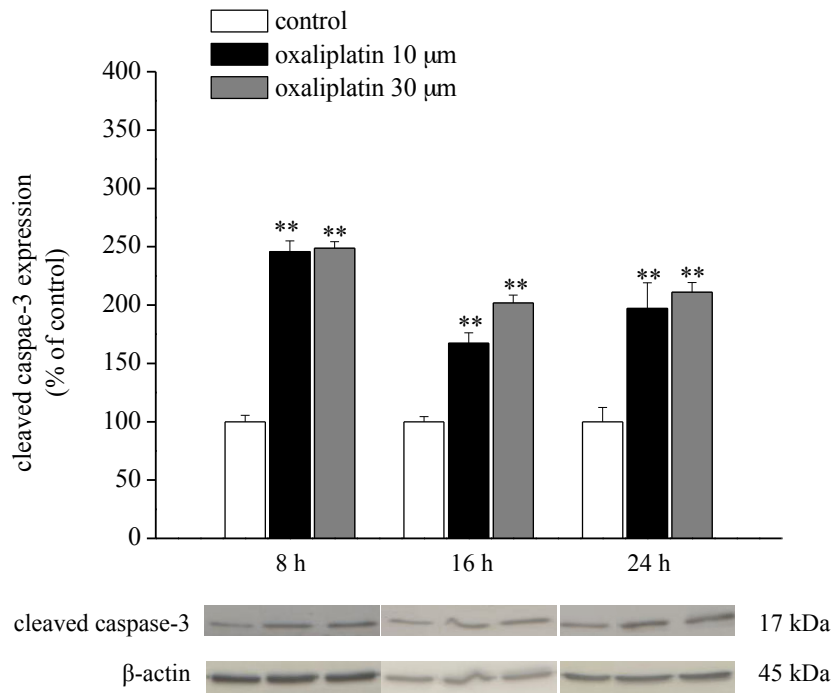 control
oxaliplatin 10 µm
oxaliplatin 30 µm
400
350
300
250
200
150
100
50
0
cleaved caspae-3 expression
(% of control)
** **
** **
** **
8 h 16 h 24 h
cleaved caspase-3 17 kDa
β-actin 45 kDa